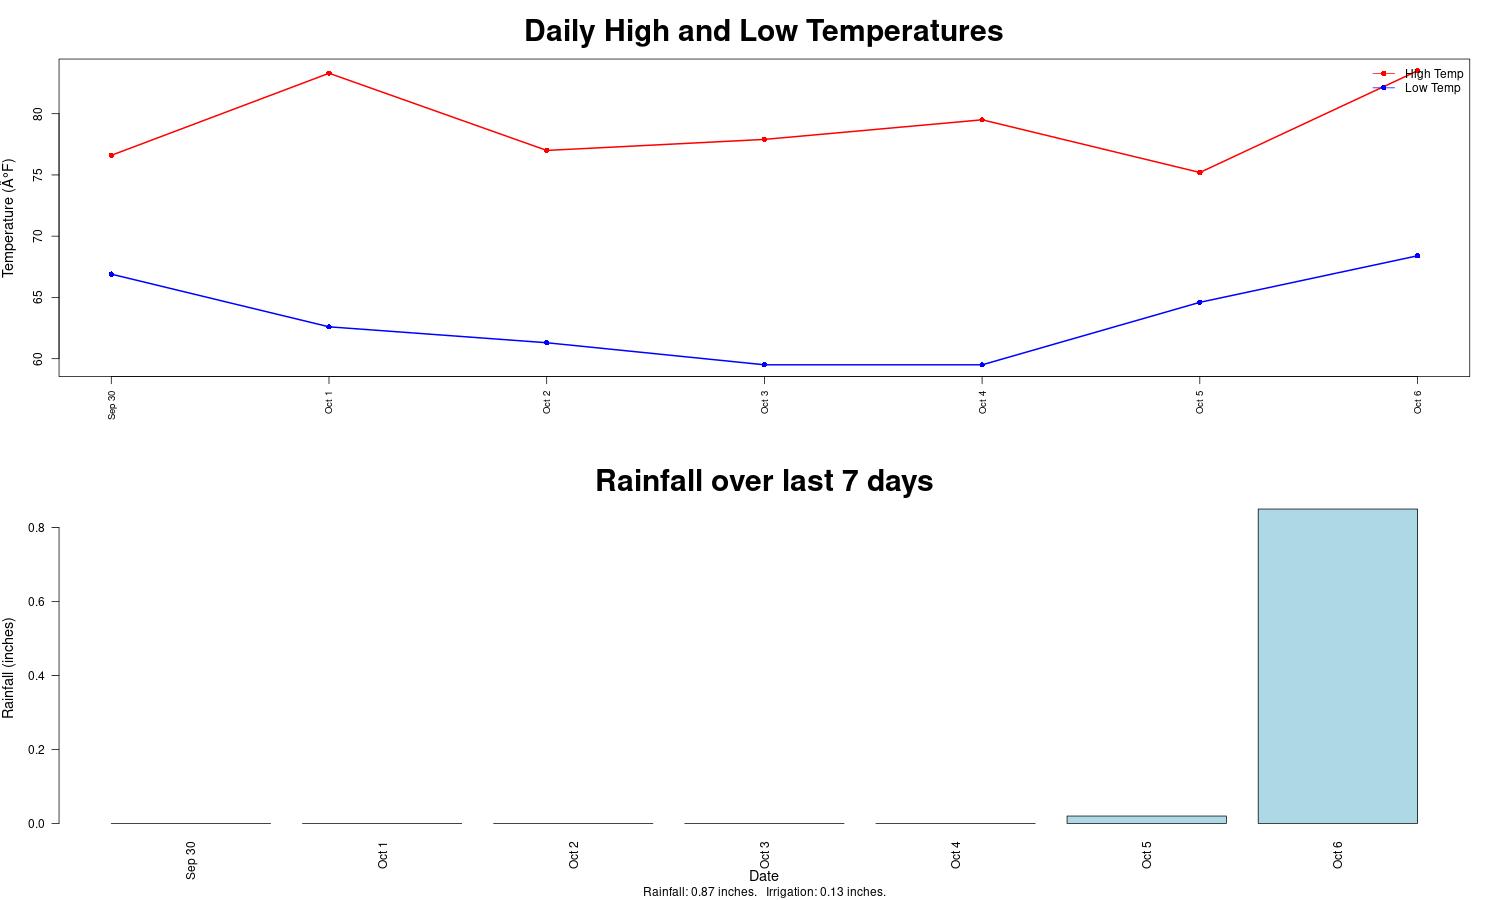 Daily High and Low Temperatures
High Temp
Low Temp
Temperature (Â°F)
80
75
70
65
60
Sep 30
Oct 1
Oct 2
Oct 3
Oct 4
Oct 5
Oct 6
Rainfall over last 7 days
Rainfall (inches)
0.8
0.6
0.4
0.2
0.0
Sep 30
Oct 1
Oct 2
Oct 3
Oct 4
Oct 5
Oct 6
Date
Rainfall: 0.87 inches. Irrigation: 0.13 inches.